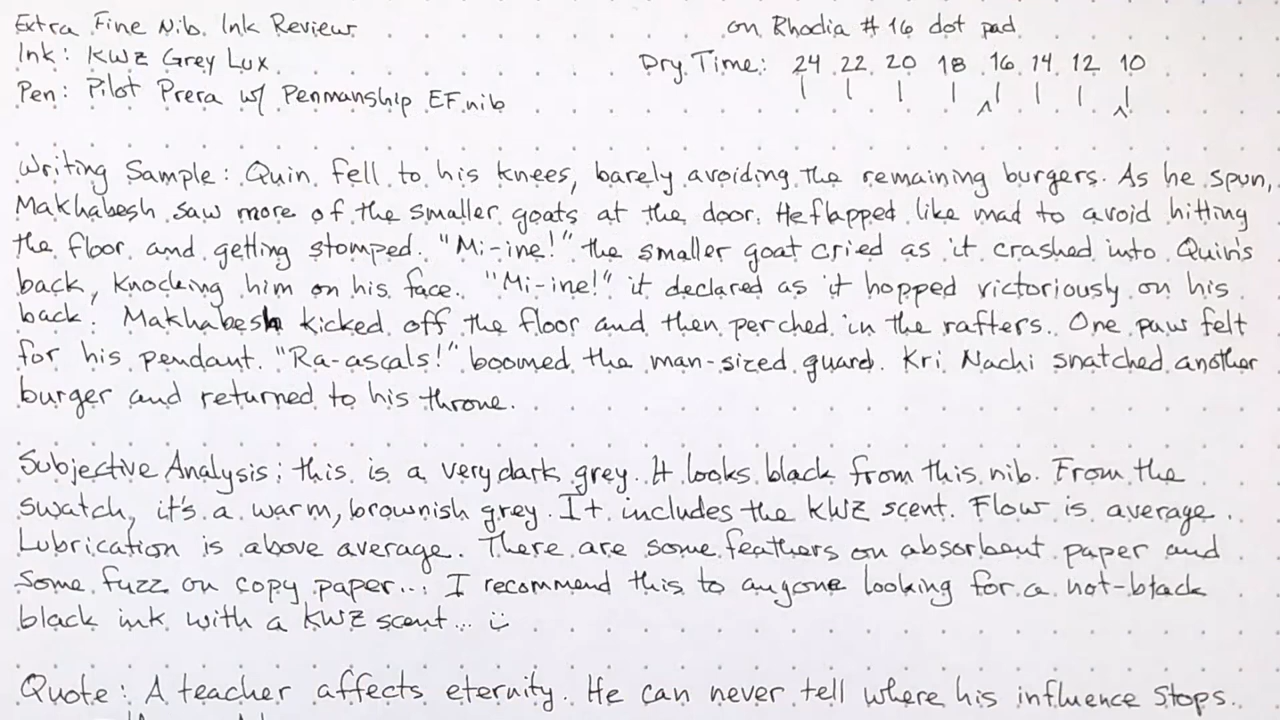 Extra Fine Nib Ink Review
on Rhodia # 16 dot pad
Ink: KWZ Grey Lux
Dry Time: 24 22 20 18 16 14 12 10
Pen: Pilot Prera w/ Penmanship EF nib
Writing Sample: Quin fell to his knees, barely avoiding the remaining burgers. As he spun,
Makhabesh saw more of the smaller goats at the door. He flapped like mad to avoid hitting
the floor and getting stomped. "Mi-ine!" the smaller goat cried as it crashed into Quin's
back, knocking him on his face. "Mi-ine!" it declared as it hopped victoriously on his
back. Makhabesh kicked off the floor and then perched in the rafters. One paw felt
for his pendant. "Ra-ascals!" boomed the man-sized guard. Kri Nachi snatched another
burger and returned to his throne.
Subjective Analysis: this is a very dark grey. It looks black from this nib. From the
swatch, it's a warm, brownish grey. It includes the KWZ scent. Flow is average.
Lubrication is above average. There are some feathers on absorbent paper and
some fuzz on copy paper... I recommend this to anyone looking for a not-black
black ink with a KWZ scent... :)
Quote: A teacher affects eternity. He can never tell where his influence stops.